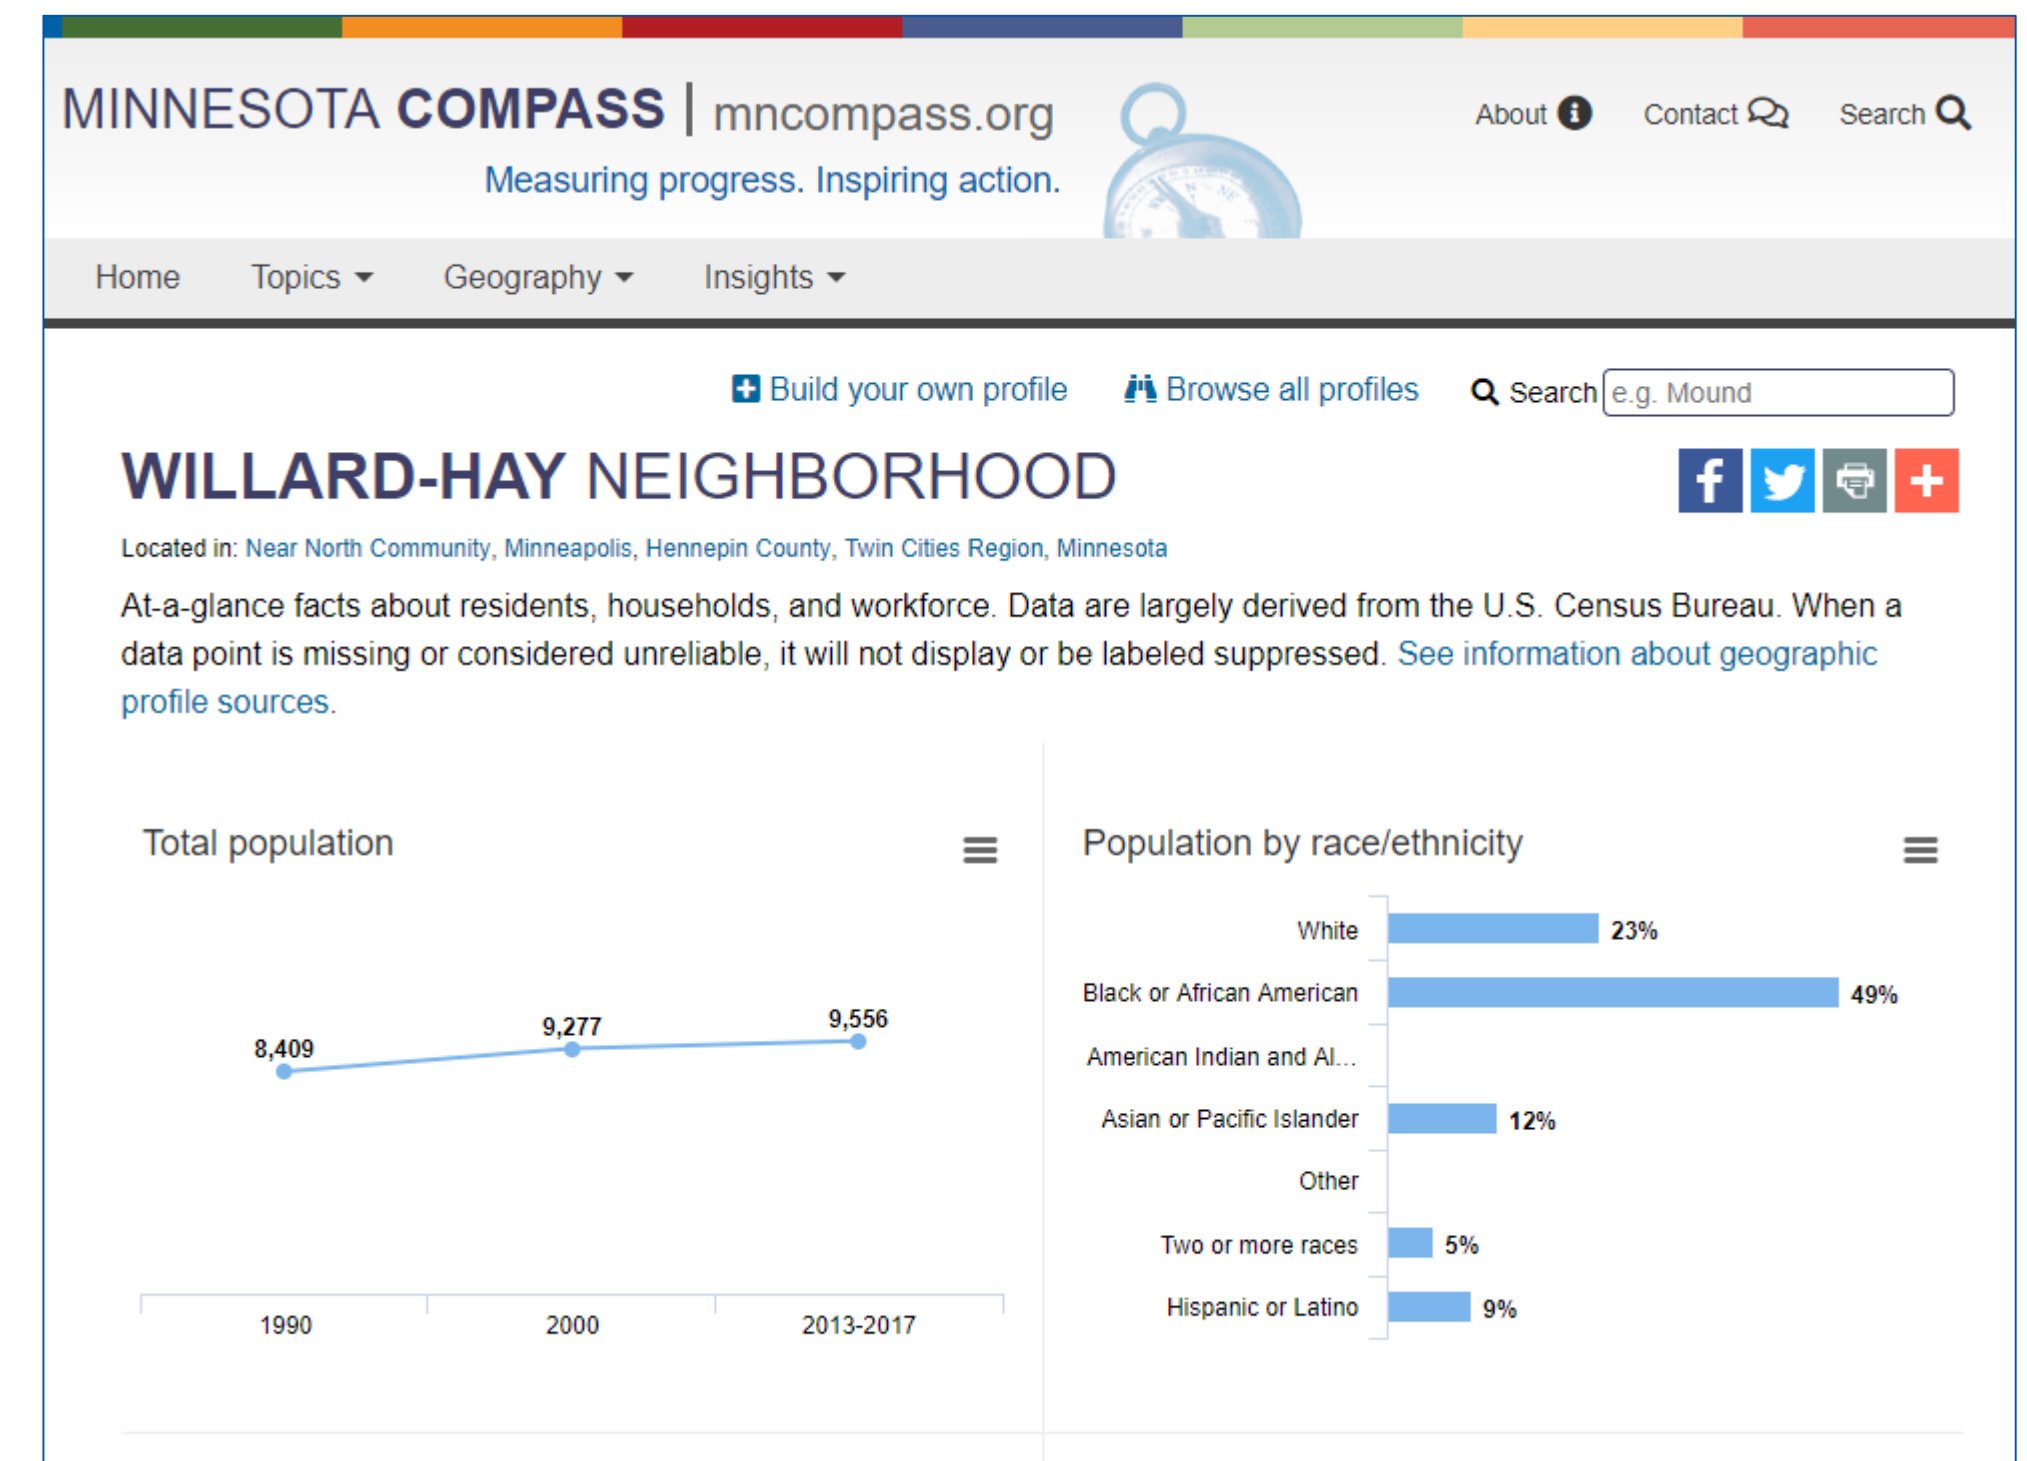 MINNESOTA COMPASS | mncompass.org
Measuring progress. Inspiring action.
About Contact Search
Home Topics Geography Insights
Build your own profile Browse all profiles Search e.g. Mound
WILLARD-HAY NEIGHBORHOOD
Located in: Near North Community, Minneapolis, Hennepin County, Twin Cities Region, Minnesota
At-a-glance facts about residents, households, and workforce. Data are largely derived from the U.S. Census Bureau. When a
data point is missing or considered unreliable, it will not display or be labeled suppressed. See information about geographic
profile sources.
Total population
8,409
9,277
9,556
1990 2000 2013-2017
Population by race/ethnicity
White 23%
Black or African American 49%
American Indian and Al...
Asian or Pacific Islander 12%
Other
Two or more races 5%
Hispanic or Latino 9%
N NE